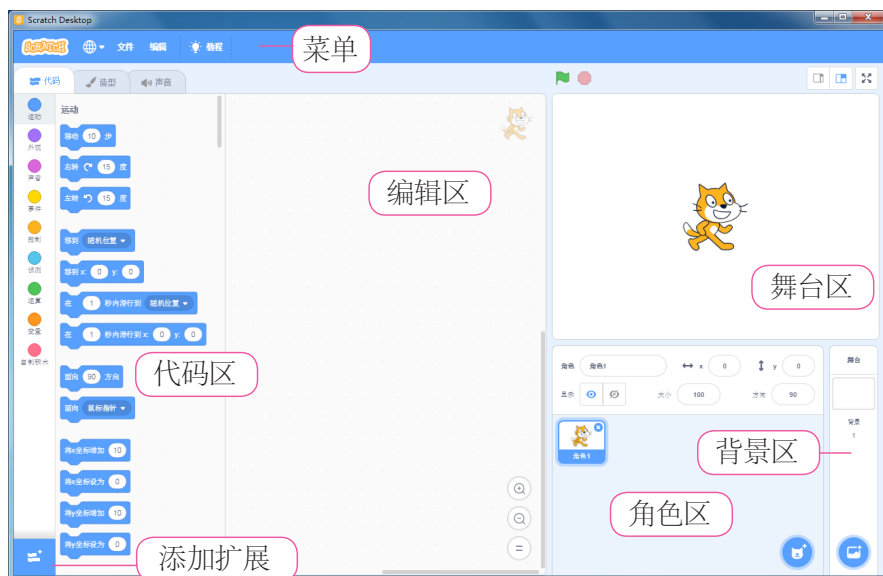 Scratch Desktop
SCRATCH 文件 编辑 教程
菜单
代码 造型 声音
运动
外观
声音
事件
控制
侦测
运算
变量
自制积木
运动
移动 10 步
右转 15 度
左转 15 度
移到 随机位置
移到 x: 0 y: 0
在 1 秒内滑行到 随机位置
在 1 秒内滑行到 x: 0 y: 0
面向 90 方向
面向 鼠标指针
将x坐标增加 10
将x坐标设为 0
将y坐标增加 10
将y坐标设为 0
代码区
添加扩展
编辑区
舞台区
角色 角色1 x 0 y 0
显示 大小 100 方向 90
角色1
角色区
舞台
背景
1
背景区